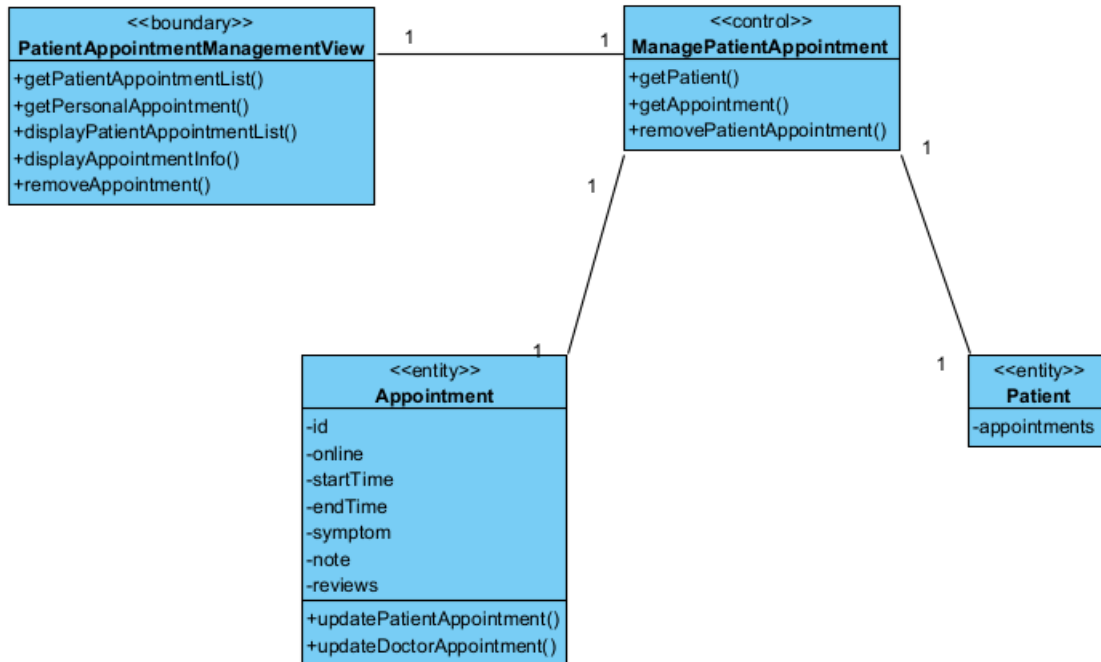 <<boundary>>
PatientAppointmentManagementView
+getPatientAppointmentList()
+getPersonalAppointment()
+displayPatientAppointmentList()
+displayAppointmentInfo()
+removeAppointment()
1
1
<<control>>
ManagePatientAppointment
+getPatient()
+getAppointment()
+removePatientAppointment()
1
1
1
1
<<entity>>
Appointment
-id
-online
-startTime
-endTime
-symptom
-note
-reviews
+updatePatientAppointment()
+updateDoctorAppointment()
<<entity>>
Patient
-appointments